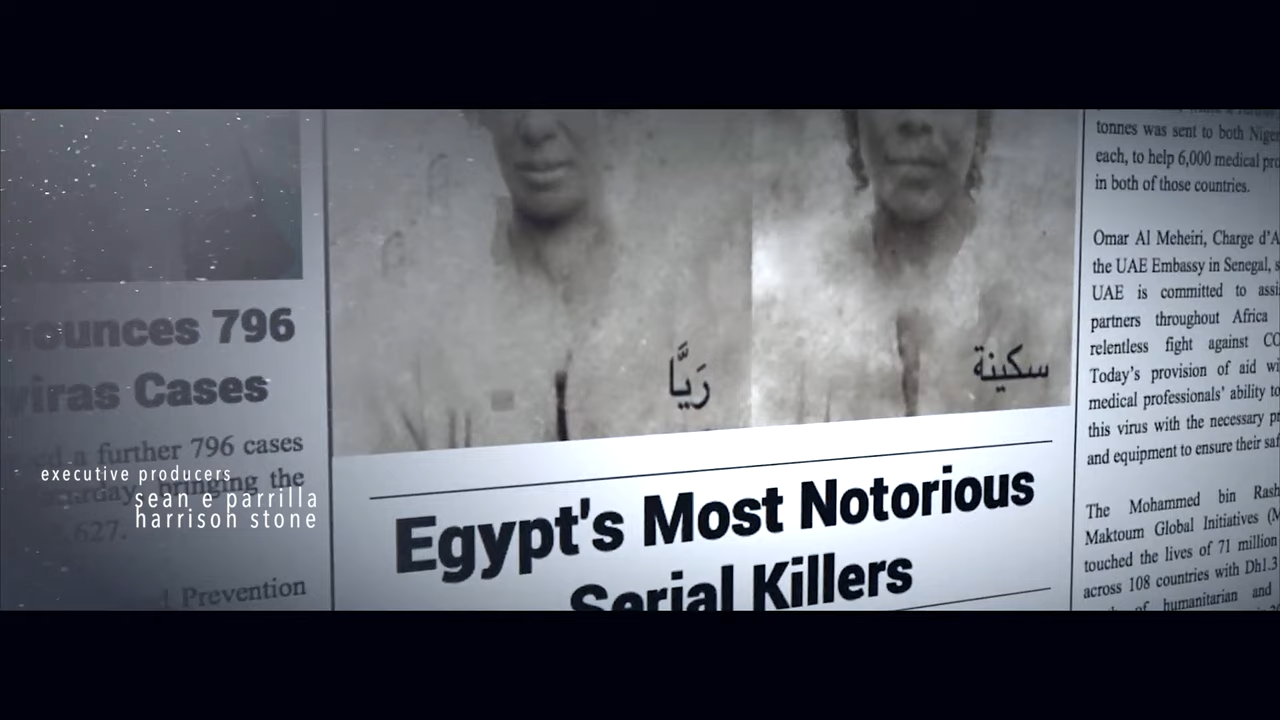 nounces 796
viras Cases
a further 796 cases
bringing the
627.
Prevention
executive producers
sean e parrilla
harrison stone
رَيَّا
سكينة
Egypt's Most Notorious
Serial Killers
tonnes was sent to both Nige
each, to help 6,000 medical pro
in both of those countries.
Omar Al Meheiri, Charge d'A
the UAE Embassy in Senegal, s
UAE is committed to assi
partners throughout Africa
relentless fight against CO
Today's provision of aid wi
medical professionals' ability to
this virus with the necessary p
and equipment to ensure their saf
The Mohammed bin Rash
Maktoum Global Initiatives (M
touched the lives of 71 million
across 108 countries with Dh1.3
of humanitarian and